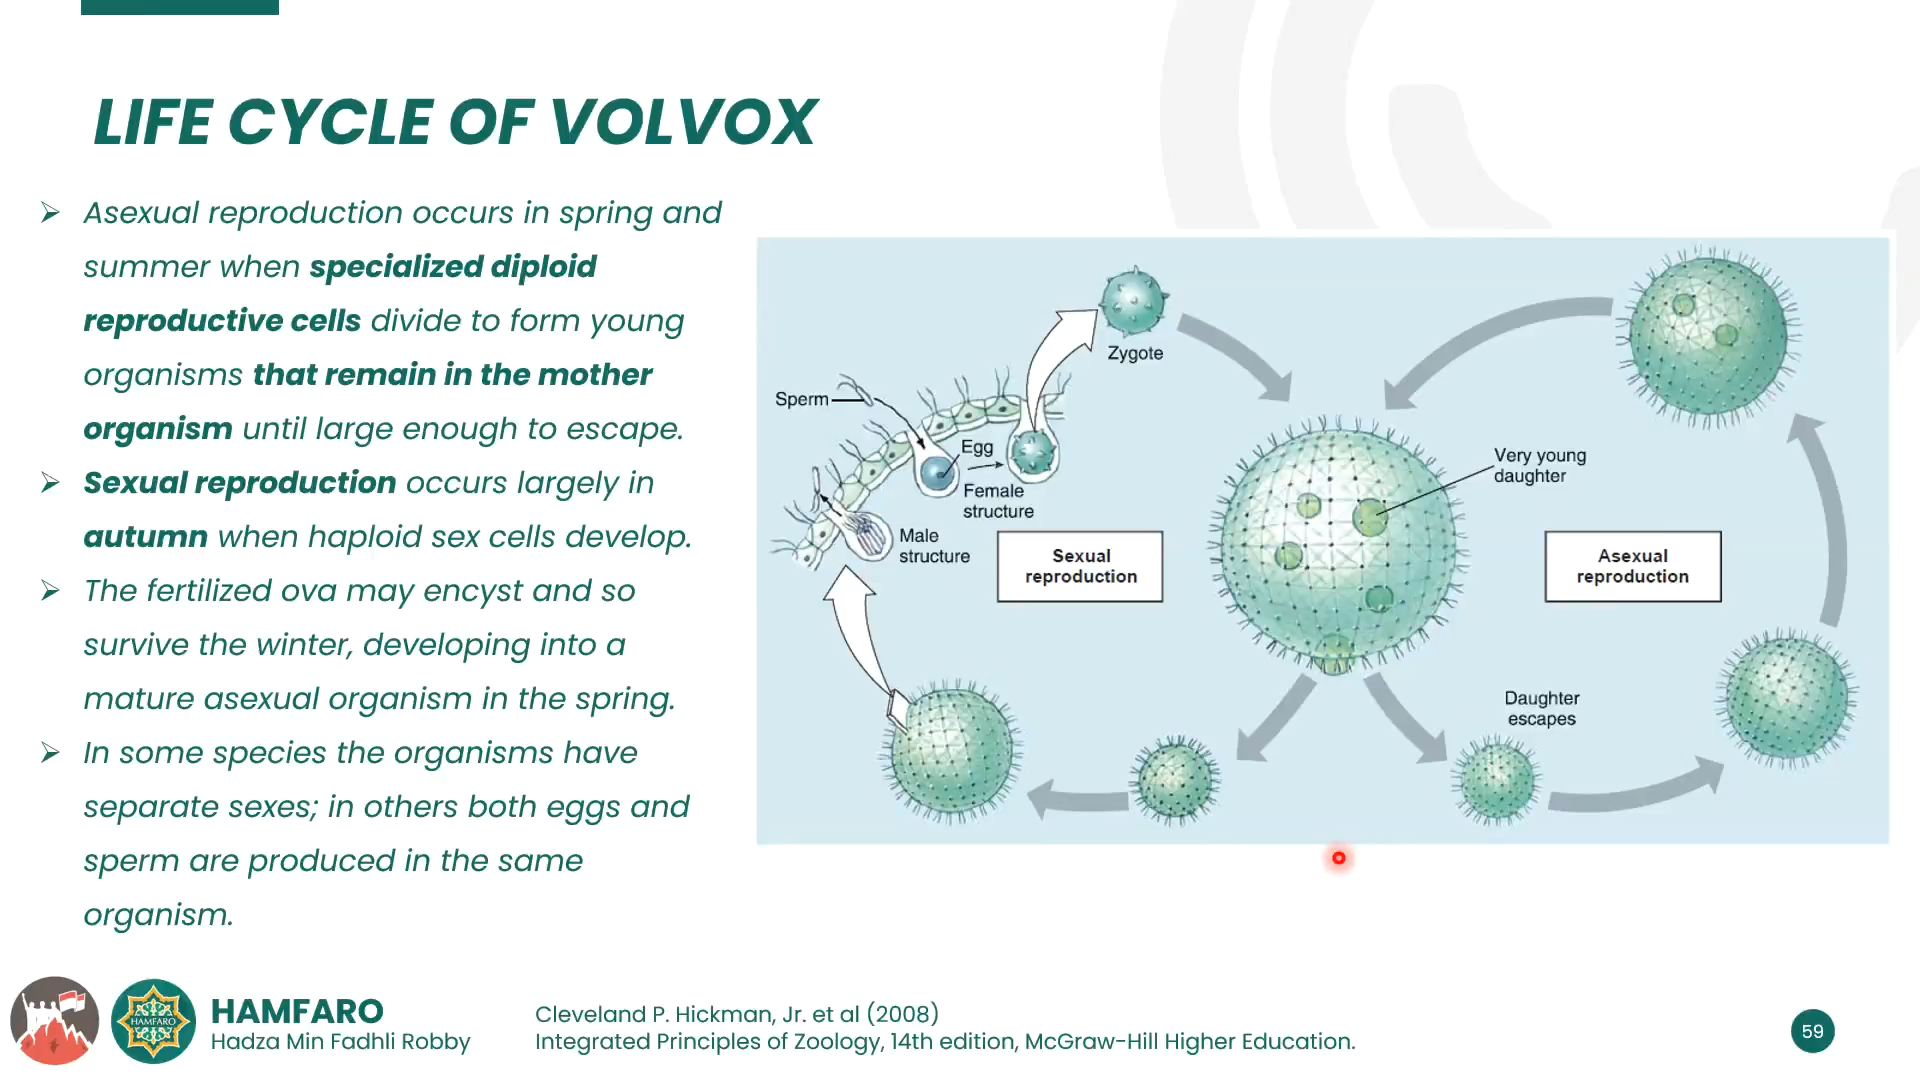 LIFE CYCLE OF VOLVOX
➢ Asexual reproduction occurs in spring and
summer when specialized diploid
reproductive cells divide to form young
organisms that remain in the mother
organism until large enough to escape.
➢ Sexual reproduction occurs largely in
autumn when haploid sex cells develop.
➢ The fertilized ova may encyst and so
survive the winter, developing into a
mature asexual organism in the spring.
➢ In some species the organisms have
separate sexes; in others both eggs and
sperm are produced in the same
organism.
Zygote
Sperm
Egg
Female
structure
Male
structure
Sexual
reproduction
Very young
daughter
Asexual
reproduction
Daughter
escapes
HAMFARO
HAMFARO
Hadza Min Fadhli Robby
Cleveland P. Hickman, Jr. et al (2008)
Integrated Principles of Zoology, 14th edition, McGraw-Hill Higher Education.
59